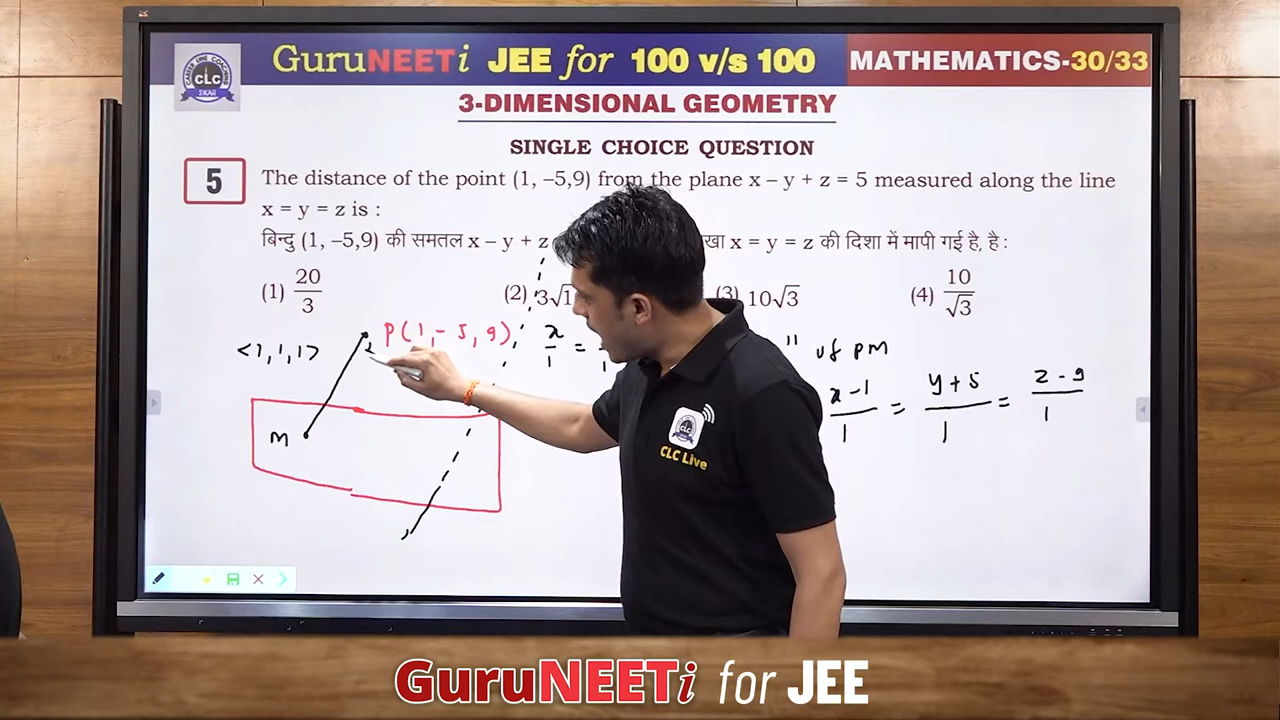 GuruNEETi JEE for 100 v/s 100 MATHEMATICS-30/33
CLC
SIKAR
3-DIMENSIONAL GEOMETRY
SINGLE CHOICE QUESTION
5 The distance of the point (1, –5,9) from the plane x – y + z = 5 measured along the line
x = y = z is :
बिन्दु (1, –5,9) की समतल x – y + z x = y = z की दिशा में मापी गई है, है :
(1) 20/3 (2) (3) 10√3 (4) 10/√3
<1,1,1> P(1,-5,9) x/1 = of PM
x-1/1 = y+5/1 = z-9/1
M
CLC
CLC Live
GuruNEETi for JEE